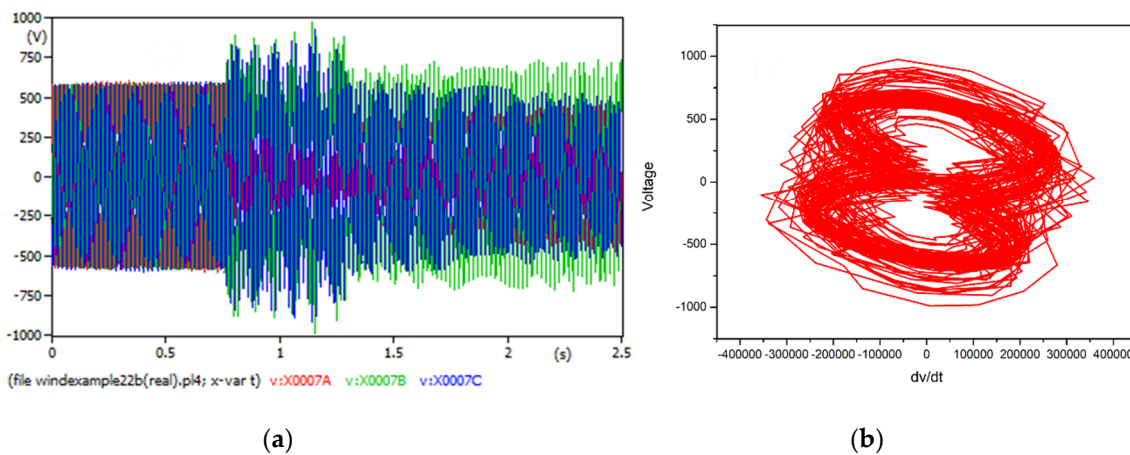 1000
(V)
750
500
250
0
-250
-500
-750
-1000
0 0.5 1 1.5 2 (s) 2.5
(file windexample22b(real).pl4; x-var t) v:X0007A v:X0007B v:X0007C
(a)
(b)
Voltage
1000
500
0
-500
-1000
-400000 -300000 -200000 -100000 0 100000 200000 300000 400000
dv/dt
(b)